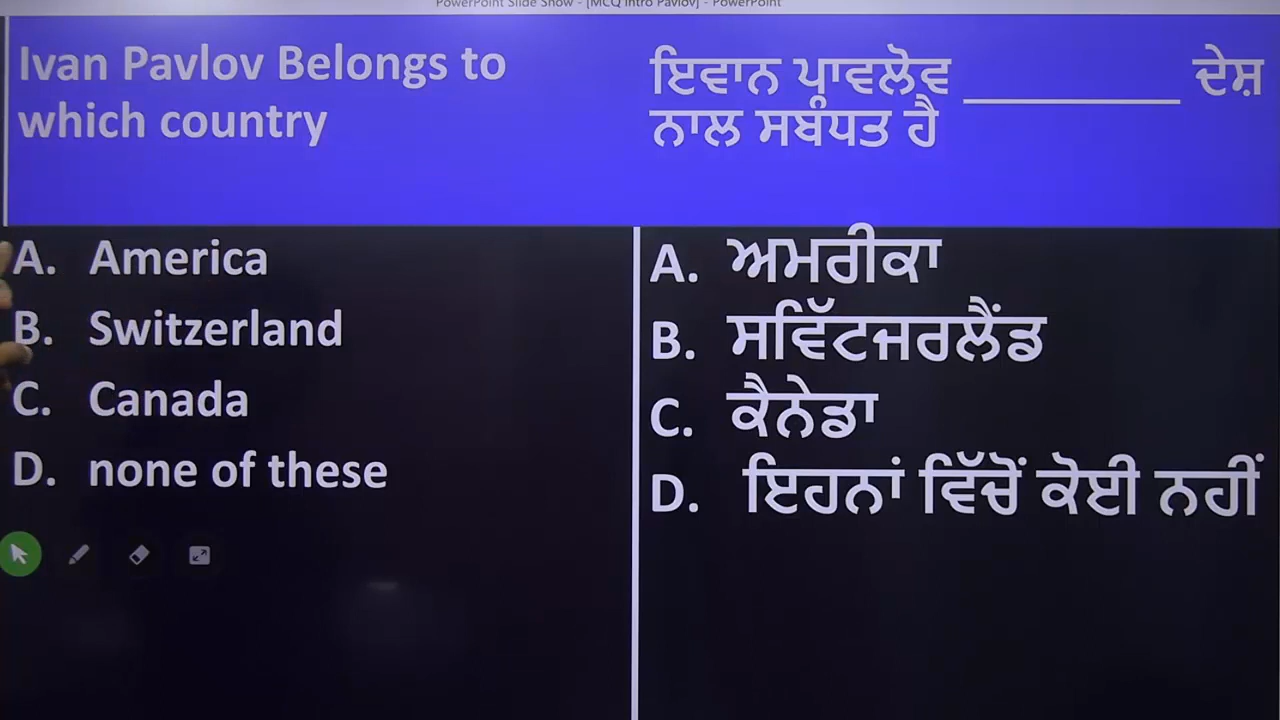 PowerPoint Slide Show - [MCQ Intro Pavlov] - PowerPoint
Ivan Pavlov Belongs to
which country
ਇਵਾਨ ਪ੍ਰਾਵਲੋਵ __________ ਦੇਸ਼
ਨਾਲ ਸਬੰਧਤ ਹੈ
A. America
B. Switzerland
C. Canada
D. none of these
A. ਅਮਰੀਕਾ
B. ਸਵਿੱਟਜਰਲੈਂਡ
C. ਕੈਨੇਡਾ
D. ਇਹਨਾਂ ਵਿੱਚੋਂ ਕੋਈ ਨਹੀਂ